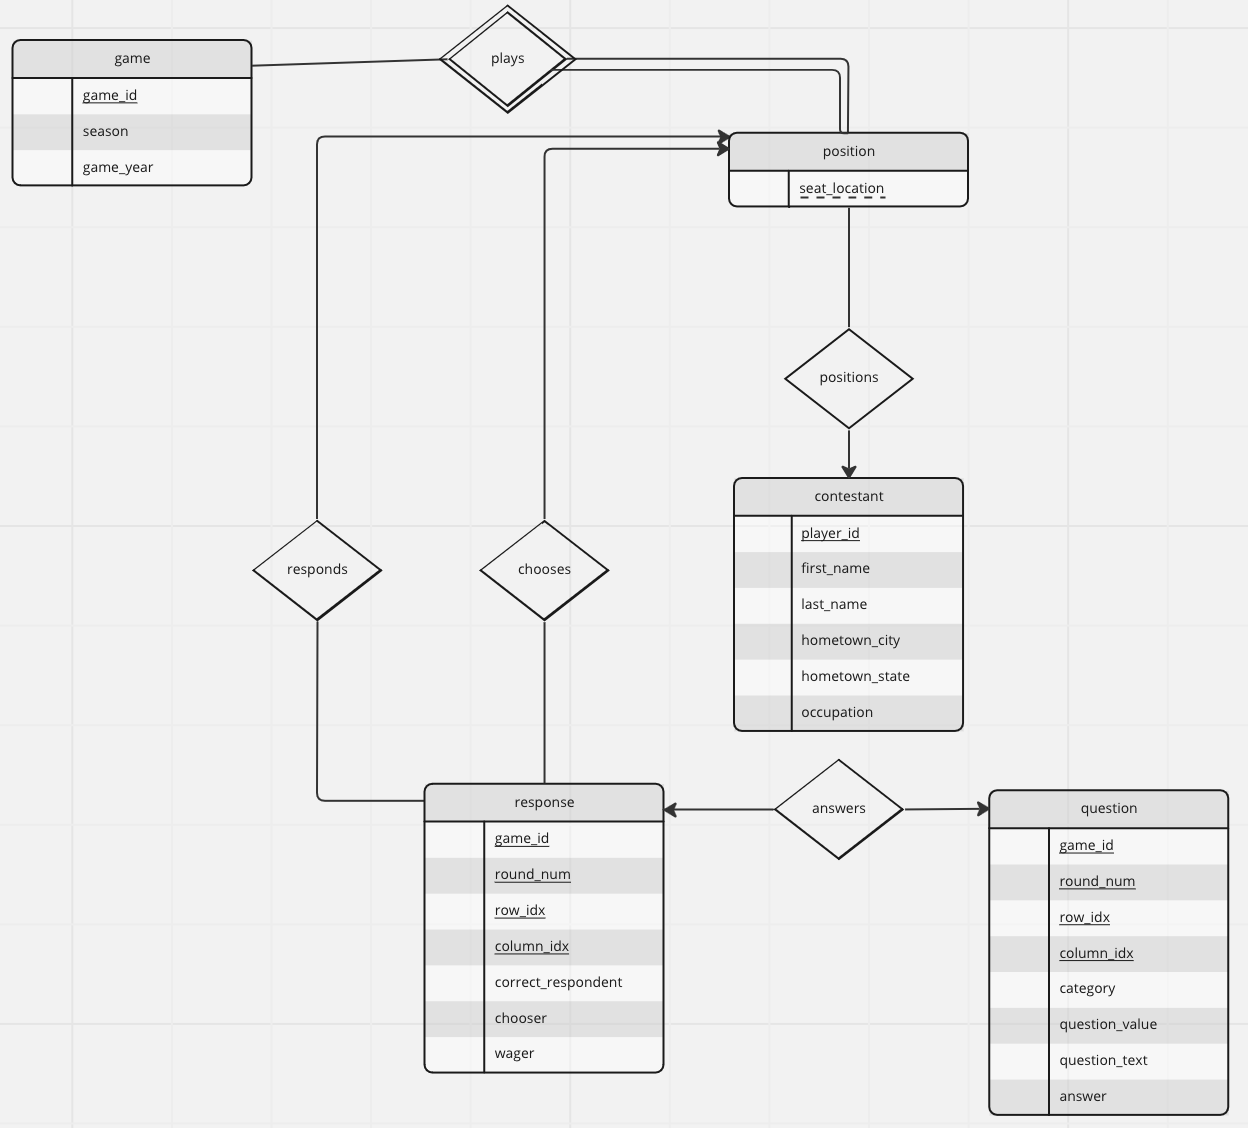 plays
game
game_id
season
game_year
position
seat_location
positions
contestant
player_id
first_name
last_name
hometown_city
hometown_state
occupation
responds
chooses
response
game_id
round_num
row_idx
column_idx
correct_respondent
chooser
wager
answers
question
game_id
round_num
row_idx
column_idx
category
question_value
question_text
answer